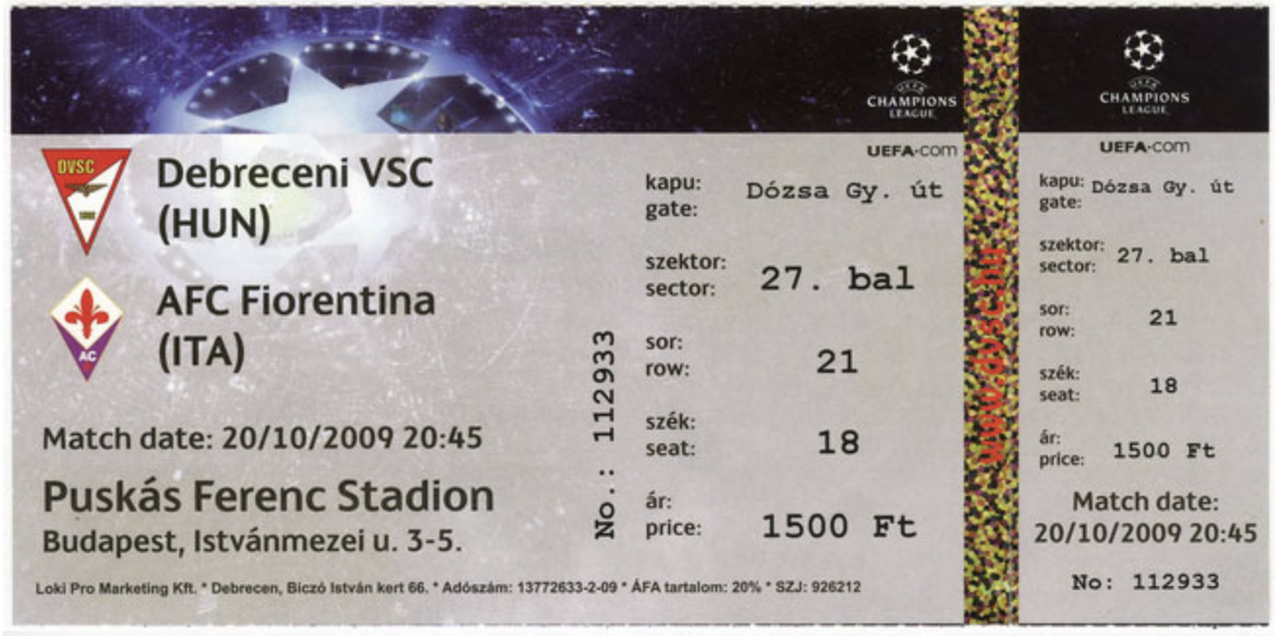 UEFA
CHAMPIONS
LEAGUE
UEFA.com
DVSC
Debreceni VSC
(HUN)
AC
AFC Fiorentina
(ITA)
Match date: 20/10/2009 20:45
Puskás Ferenc Stadion
Budapest, Istvánmezei u. 3-5.
Loki Pro Marketing Kft. * Debrecen, Biczó István kert 66. * Adószám: 13772633-2-09 * ÁFA tartalom: 20% * SZJ: 926212
No.: 112933
kapu:
gate: Dózsa Gy. út
szektor:
sector: 27. bal
sor:
row: 21
szék:
seat: 18
ár:
price: 1500 Ft
www.dvsc.hu
UEFA
CHAMPIONS
LEAGUE
UEFA.com
kapu: Dózsa Gy. út
gate:
szektor:
sector: 27. bal
sor:
row: 21
szék:
seat: 18
ár:
price: 1500 Ft
Match date:
20/10/2009 20:45
No: 112933